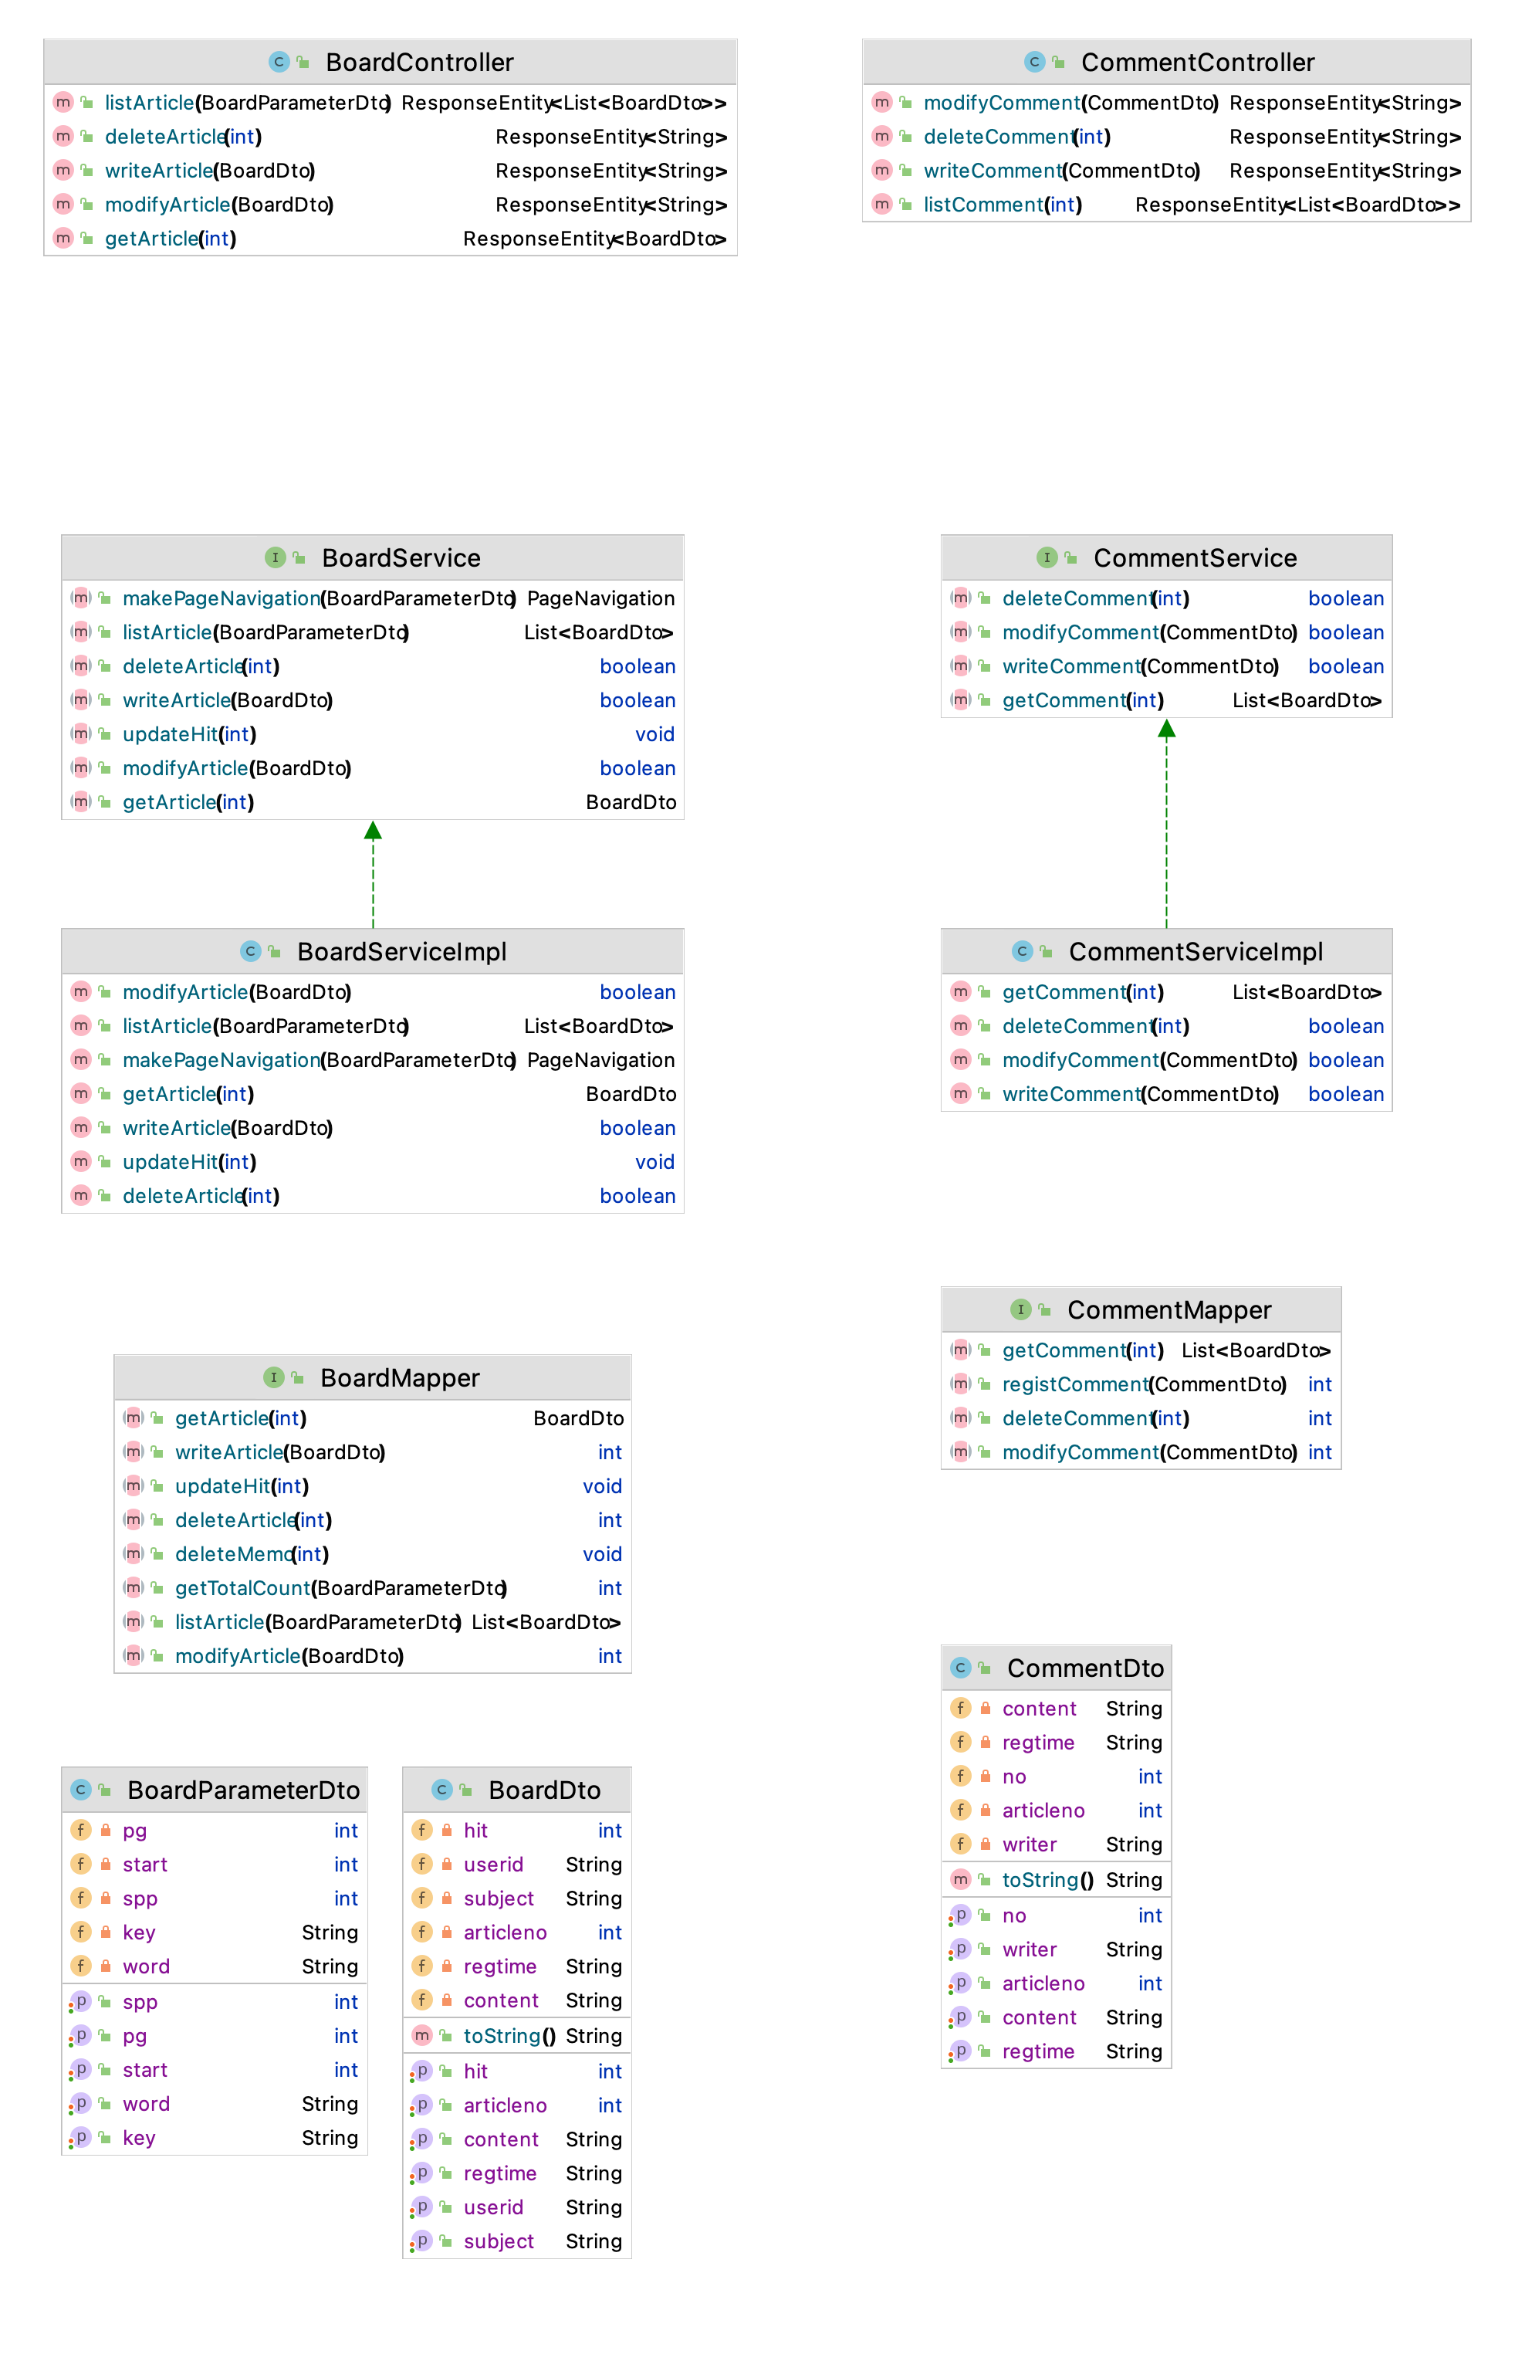 BoardController
listArticle(BoardParameterDto) ResponseEntity<List<BoardDto>>
deleteArticle(int) ResponseEntity<String>
writeArticle(BoardDto) ResponseEntity<String>
modifyArticle(BoardDto) ResponseEntity<String>
getArticle(int) ResponseEntity<BoardDto>
CommentController
modifyComment(CommentDto) ResponseEntity<String>
deleteComment(int) ResponseEntity<String>
writeComment(CommentDto) ResponseEntity<String>
listComment(int) ResponseEntity<List<BoardDto>>
BoardService
makePageNavigation(BoardParameterDto) PageNavigation
listArticle(BoardParameterDto) List<BoardDto>
deleteArticle(int) boolean
writeArticle(BoardDto) boolean
updateHit(int) void
modifyArticle(BoardDto) boolean
getArticle(int) BoardDto
CommentService
deleteComment(int) boolean
modifyComment(CommentDto) boolean
writeComment(CommentDto) boolean
getComment(int) List<BoardDto>
BoardServiceImpl
modifyArticle(BoardDto) boolean
listArticle(BoardParameterDto) List<BoardDto>
makePageNavigation(BoardParameterDto) PageNavigation
getArticle(int) BoardDto
writeArticle(BoardDto) boolean
updateHit(int) void
deleteArticle(int) boolean
CommentServiceImpl
getComment(int) List<BoardDto>
deleteComment(int) boolean
modifyComment(CommentDto) boolean
writeComment(CommentDto) boolean
BoardMapper
getArticle(int) BoardDto
writeArticle(BoardDto) int
updateHit(int) void
deleteArticle(int) int
deleteMemo(int) void
getTotalCount(BoardParameterDto) int
listArticle(BoardParameterDto) List<BoardDto>
modifyArticle(BoardDto) int
CommentMapper
getComment(int) List<BoardDto>
registComment(CommentDto) int
deleteComment(int) int
modifyComment(CommentDto) int
BoardParameterDto
pg int
start int
spp int
key String
word String
spp int
pg int
start int
word String
key String
BoardDto
hit int
userid String
subject String
articleno int
regtime String
content String
toString() String
hit int
articleno int
content String
regtime String
userid String
subject String
CommentDto
content String
regtime String
no int
articleno int
writer String
toString() String
no int
writer String
articleno int
content String
regtime String